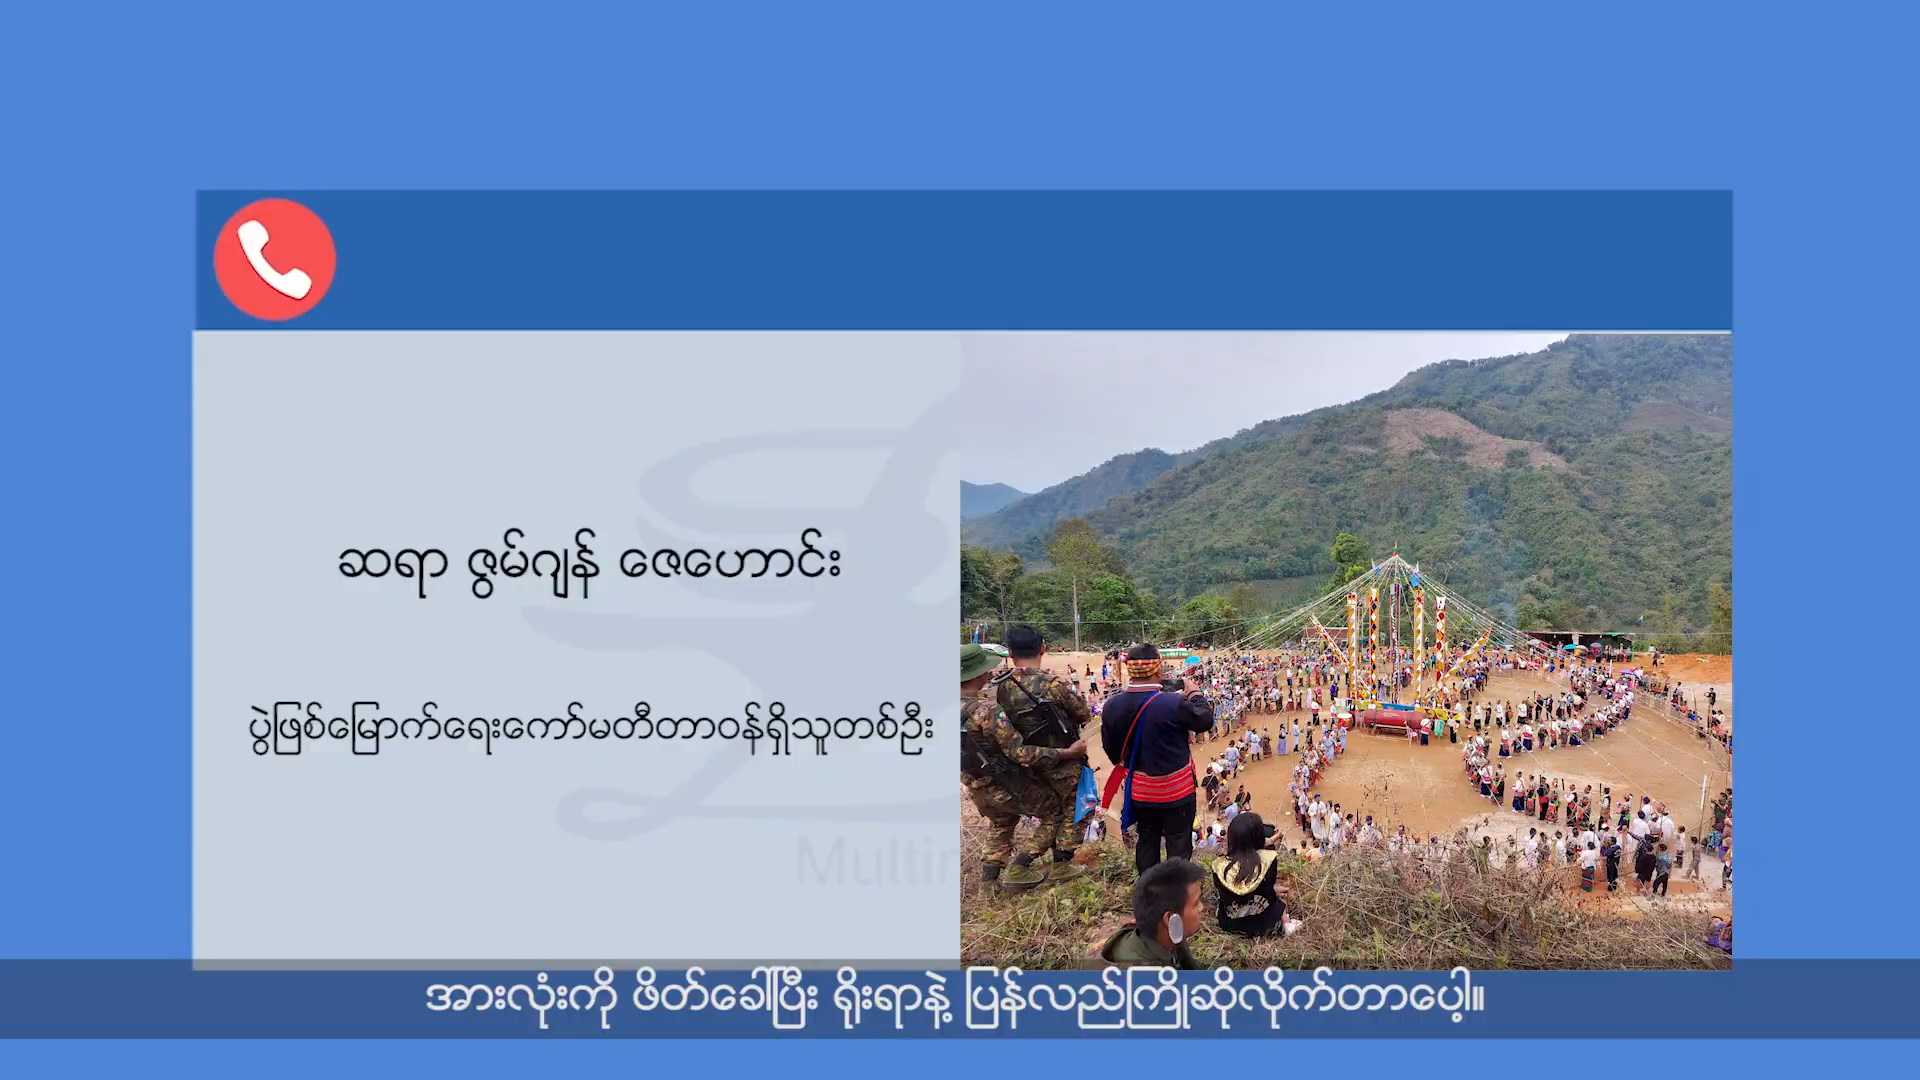 ဆရာ ဇွမ်ဂျန် ဇေဟောင်း
ပွဲဖြစ်မြောက်ရေးကော်မတီတာဝန်ရှိသူတစ်ဦး
အားလုံးကို ဖိတ်ခေါ်ပြီး ရိုးရာနဲ့ ပြန်လည်ကြိုဆိုလိုက်တာပေါ့။